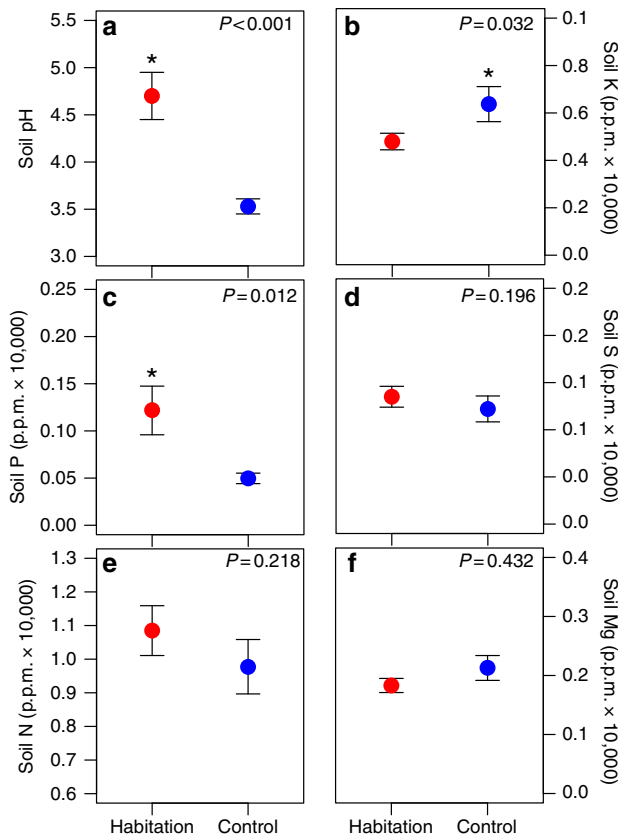 a
P<0.001
*
Soil pH
5.5
5.0
4.5
4.0
3.5
3.0
b
P=0.032
*
Soil K (p.p.m. × 10,000)
0.1
0.8
0.6
0.4
0.2
0.0
c
P=0.012
*
Soil P (p.p.m. × 10,000)
0.25
0.20
0.15
0.10
0.05
0.00
d
P=0.196
Soil S (p.p.m. × 10,000)
0.2
0.2
0.1
0.1
0.0
0.0
e
P=0.218
Soil N (p.p.m. × 10,000)
1.3
1.2
1.1
1.0
0.9
0.8
0.7
0.6
Habitation Control
f
P=0.432
Soil Mg (p.p.m. × 10,000)
0.4
0.3
0.2
0.1
0.0
Habitation Control